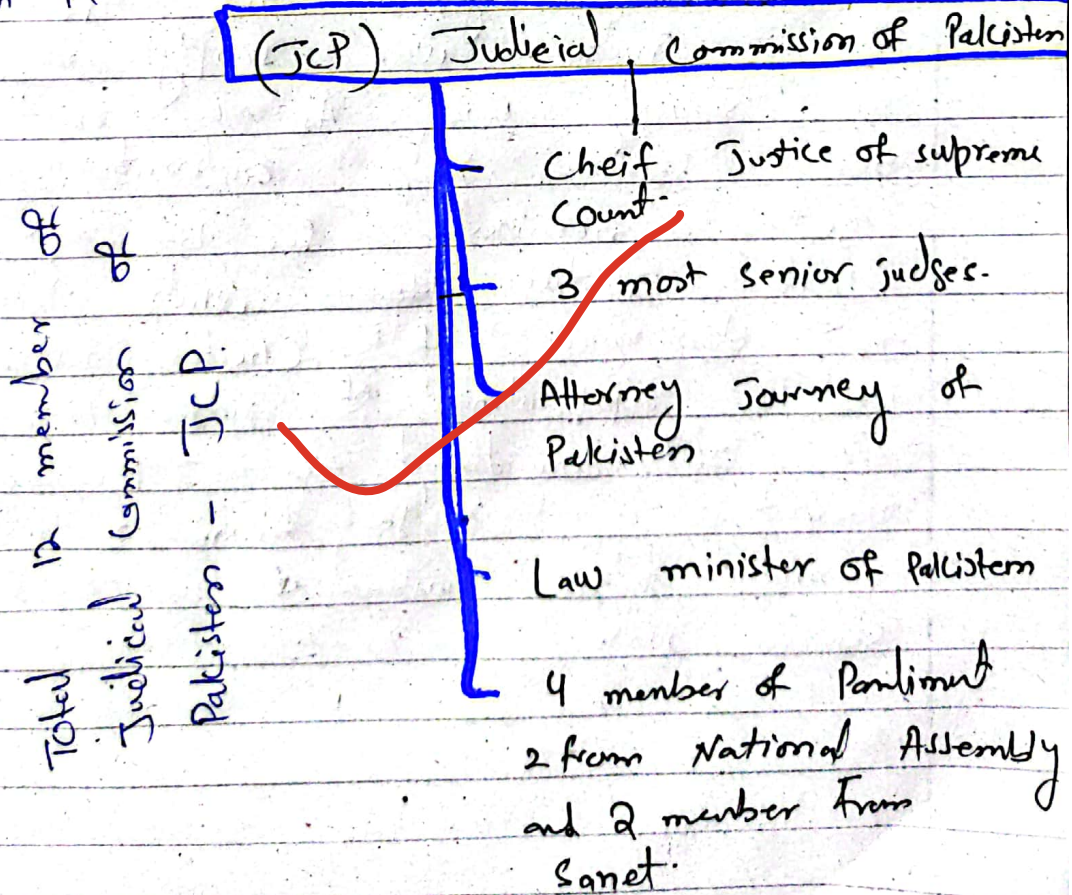 (JCP) Judicial Commission of Pakisten
Cheif Justice of supreme
Count.
3 most senior judges.
Attorney Journey of
Pakisten
Law minister of Pakistem
4 member of Parliment
2 from National Assembly
and 2 member From
Sanet.
Total 12 member of
Judical Commission of
Pakisten - JCP.